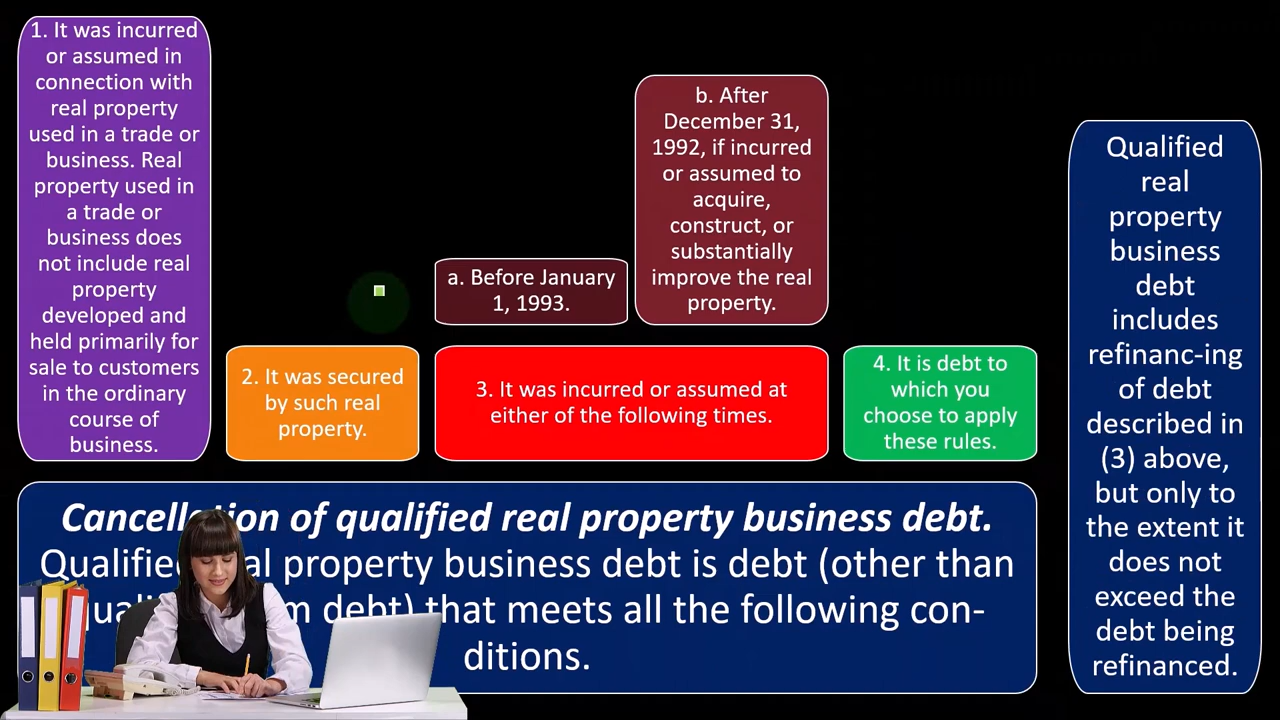 1. It was incurred
or assumed in
connection with
real property
used in a trade or
business. Real
property used in
a trade or
business does
not include real
property
developed and
held primarily for
sale to customers
in the ordinary
course of
business.
2. It was secured
by such real
property.
a. Before January
1, 1993.
b. After
December 31,
1992, if incurred
or assumed to
acquire,
construct, or
substantially
improve the real
property.
3. It was incurred or assumed at
either of the following times.
4. It is debt to
which you
choose to apply
these rules.
Cancellation of qualified real property business debt.
property business debt is debt (other than
debt) that meets all the following con-
ditions.
Qualified
real
property
business
debt
includes
refinanc-ing
of debt
described in
(3) above,
but only to
the extent it
does not
exceed the
debt being
refinanced.